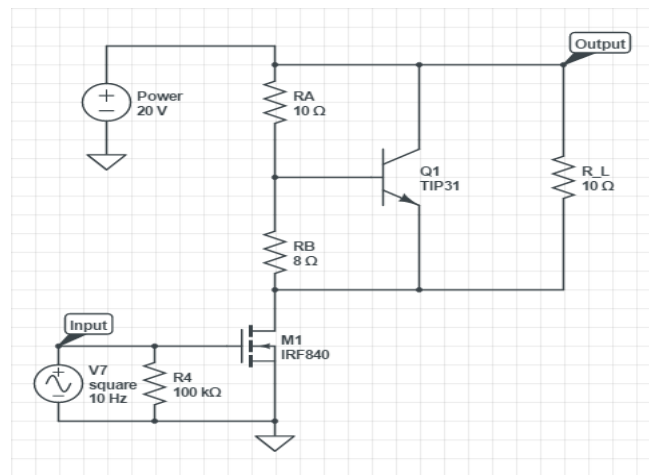 Output
Power
20 V
RA
10 Ω
Q1
TIP31
R_L
10 Ω
RB
8 Ω
Input
M1
IRF840
V7
square
10 Hz
R4
100 kΩ